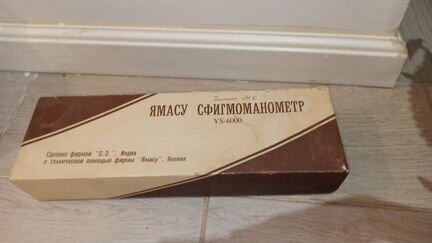 ЯМАСУ СФИГМОМАНОМЕТР
YS-6000
Сделано фирмой "С.Э.", Индия
с технической помощью фирмы "Ямасу", Япония